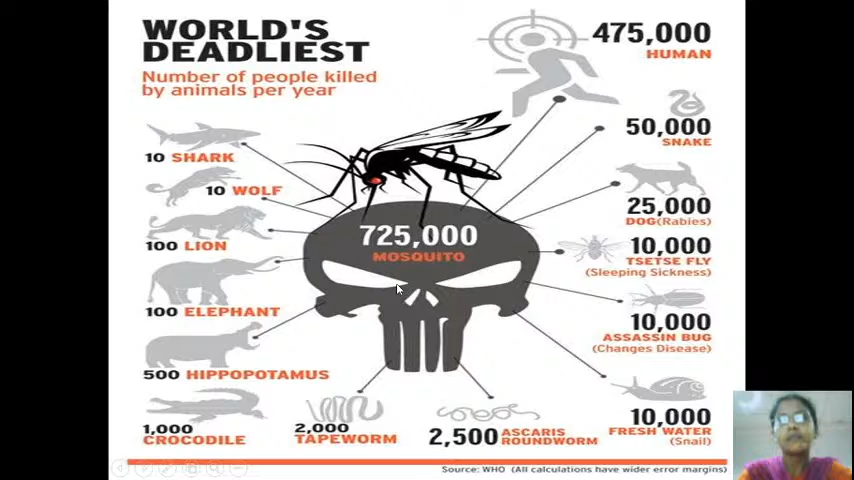 WORLD'S
DEADLIEST
Number of people killed
by animals per year
475,000
HUMAN
50,000
SNAKE
10 SHARK
10 WOLF
25,000
DOG(Rabies)
100 LION
725,000
MOSQUITO
10,000
TSETSE FLY
(Sleeping Sickness)
100 ELEPHANT
10,000
ASSASSIN BUG
(Changes Disease)
500 HIPPOPOTAMUS
1,000
CROCODILE
2,000
TAPEWORM
2,500 ASCARIS
ROUNDWORM
10,000
FRESH WATER
(Snail)
Source: WHO (All calculations have wider error margins)